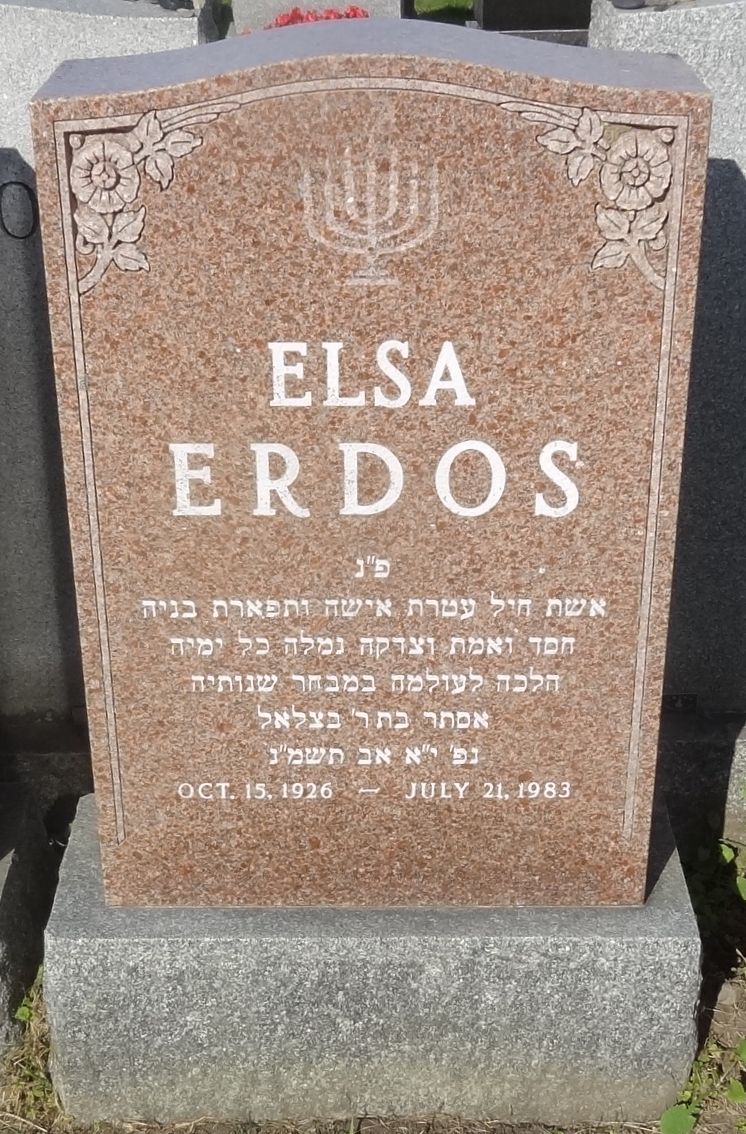 ELSA
ERDOS
פ״נ
אשת חיל עטרת אישה ותפארת בניה
חסד ואמת וצדקה גמלה כל ימיה
הלכה לעולמה במבחר שנותיה
אסתר בת ר׳ בצלאל
נפ׳ י״א אב תשמ״ג
OCT. 15, 1926 — JULY 21, 1983